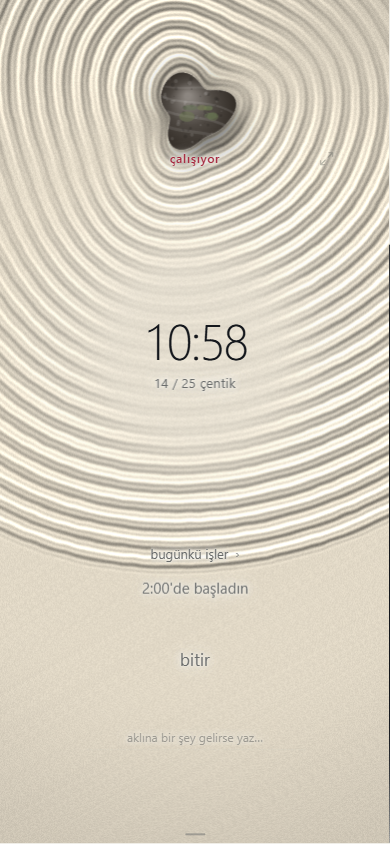 çalışıyor
10:58
14 / 25 çentik
bugünkü işler ›
2:00'de başladın
bitir
aklına bir şey gelirse yaz...